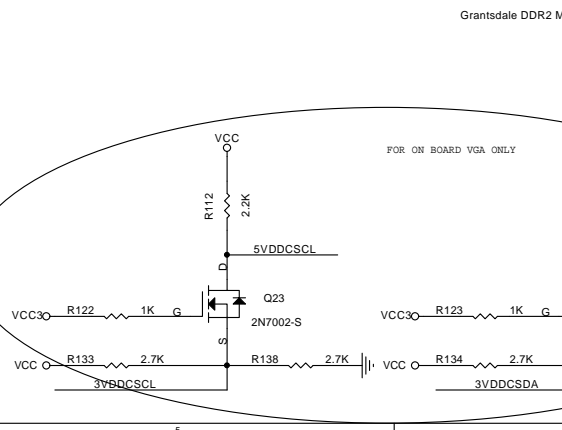 Grantsdale DDR2 M
VCC
FOR ON BOARD VGA ONLY
R112
2.2K
5VDDCSCL
D
Q23
VCC3
R122
1K
G
2N7002-S
VCC3
R123
1K
G
S
VCC
R133
2.7K
R138
2.7K
VCC
R134
2.7K
3VDDCSCL
3VDDCSDA
5